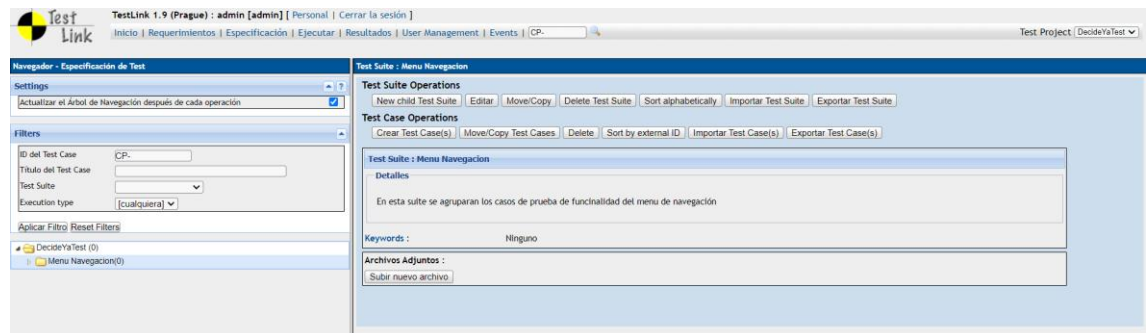 Test Link
TestLink 1.9 (Prague) : admin [admin] [ Personal | Cerrar la sesión ]
Inicio | Requerimientos | Especificación | Ejecutar | Resultados | User Management | Events | CP-
Test Project DecideYaTest
Navegador - Especificación de Test
Settings
?
Actualizar el Árbol de Navegación después de cada operación
Filters
ID del Test Case CP-
Título del Test Case
Test Suite
Execution type [cualquiera]
Aplicar Filtro Reset Filters
DecideYaTest (0)
Menu Navegacion(0)
Test Suite : Menu Navegacion
Test Suite Operations
New child Test Suite Editar Move/Copy Delete Test Suite Sort alphabetically Importar Test Suite Exportar Test Suite
Test Case Operations
Crear Test Case(s) Move/Copy Test Cases Delete Sort by external ID Importar Test Case(s) Exportar Test Case(s)
Test Suite : Menu Navegacion
Detalles
En esta suite se agruparan los casos de prueba de funcinalidad del menu de navegación
Keywords : Ninguno
Archivos Adjuntos :
Subir nuevo archivo